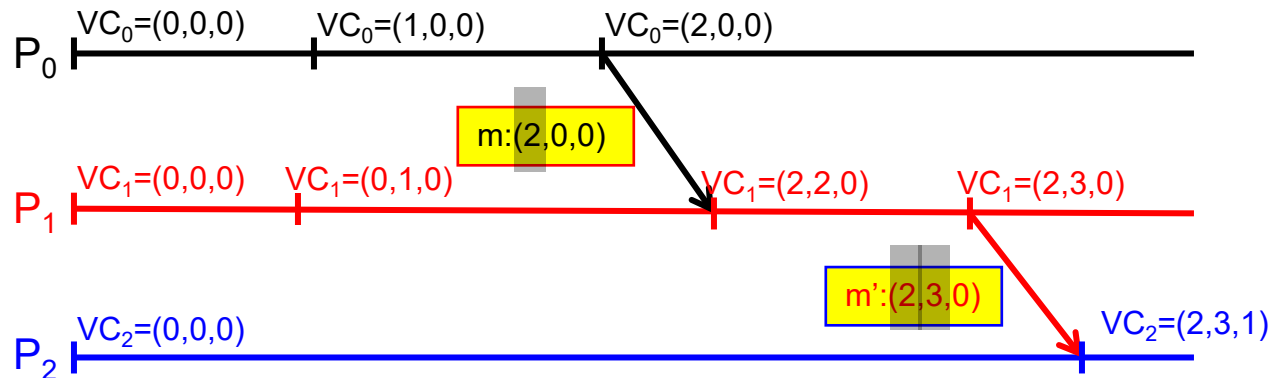 VC₀=(0,0,0) VC₀=(1,0,0) VC₀=(2,0,0)
P₀
m:(2,0,0)
VC₁=(0,0,0) VC₁=(0,1,0) VC₁=(2,2,0) VC₁=(2,3,0)
P₁
m’:(2,3,0)
VC₂=(0,0,0) VC₂=(2,3,1)
P₂